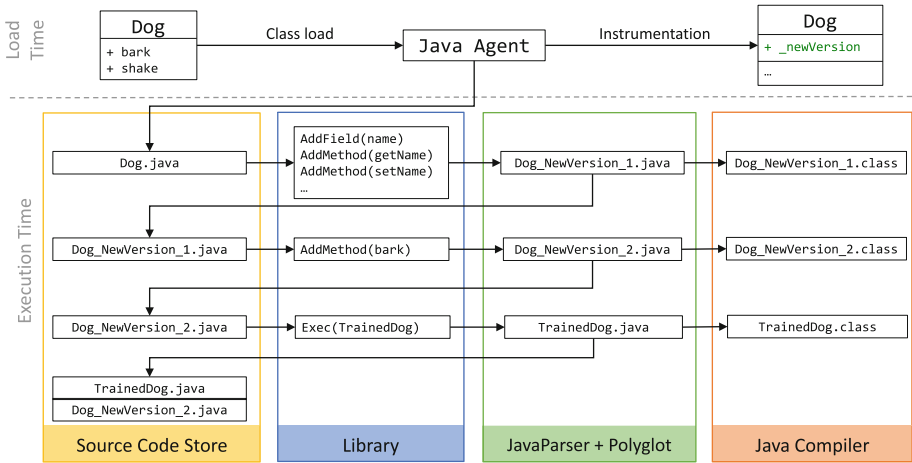 Load
Time
Dog
+ bark
+ shake
Class load
Java Agent
Instrumentation
Dog
+ _newVersion
…
Execution Time
Dog.java
AddField(name)
AddMethod(getName)
AddMethod(setName)
…
Dog_NewVersion_1.java
Dog_NewVersion_1.class
Dog_NewVersion_1.java
AddMethod(bark)
Dog_NewVersion_2.java
Dog_NewVersion_2.class
Dog_NewVersion_2.java
Exec(TrainedDog)
TrainedDog.java
TrainedDog.class
TrainedDog.java
Dog_NewVersion_2.java
Source Code Store
Library
JavaParser + Polyglot
Java Compiler